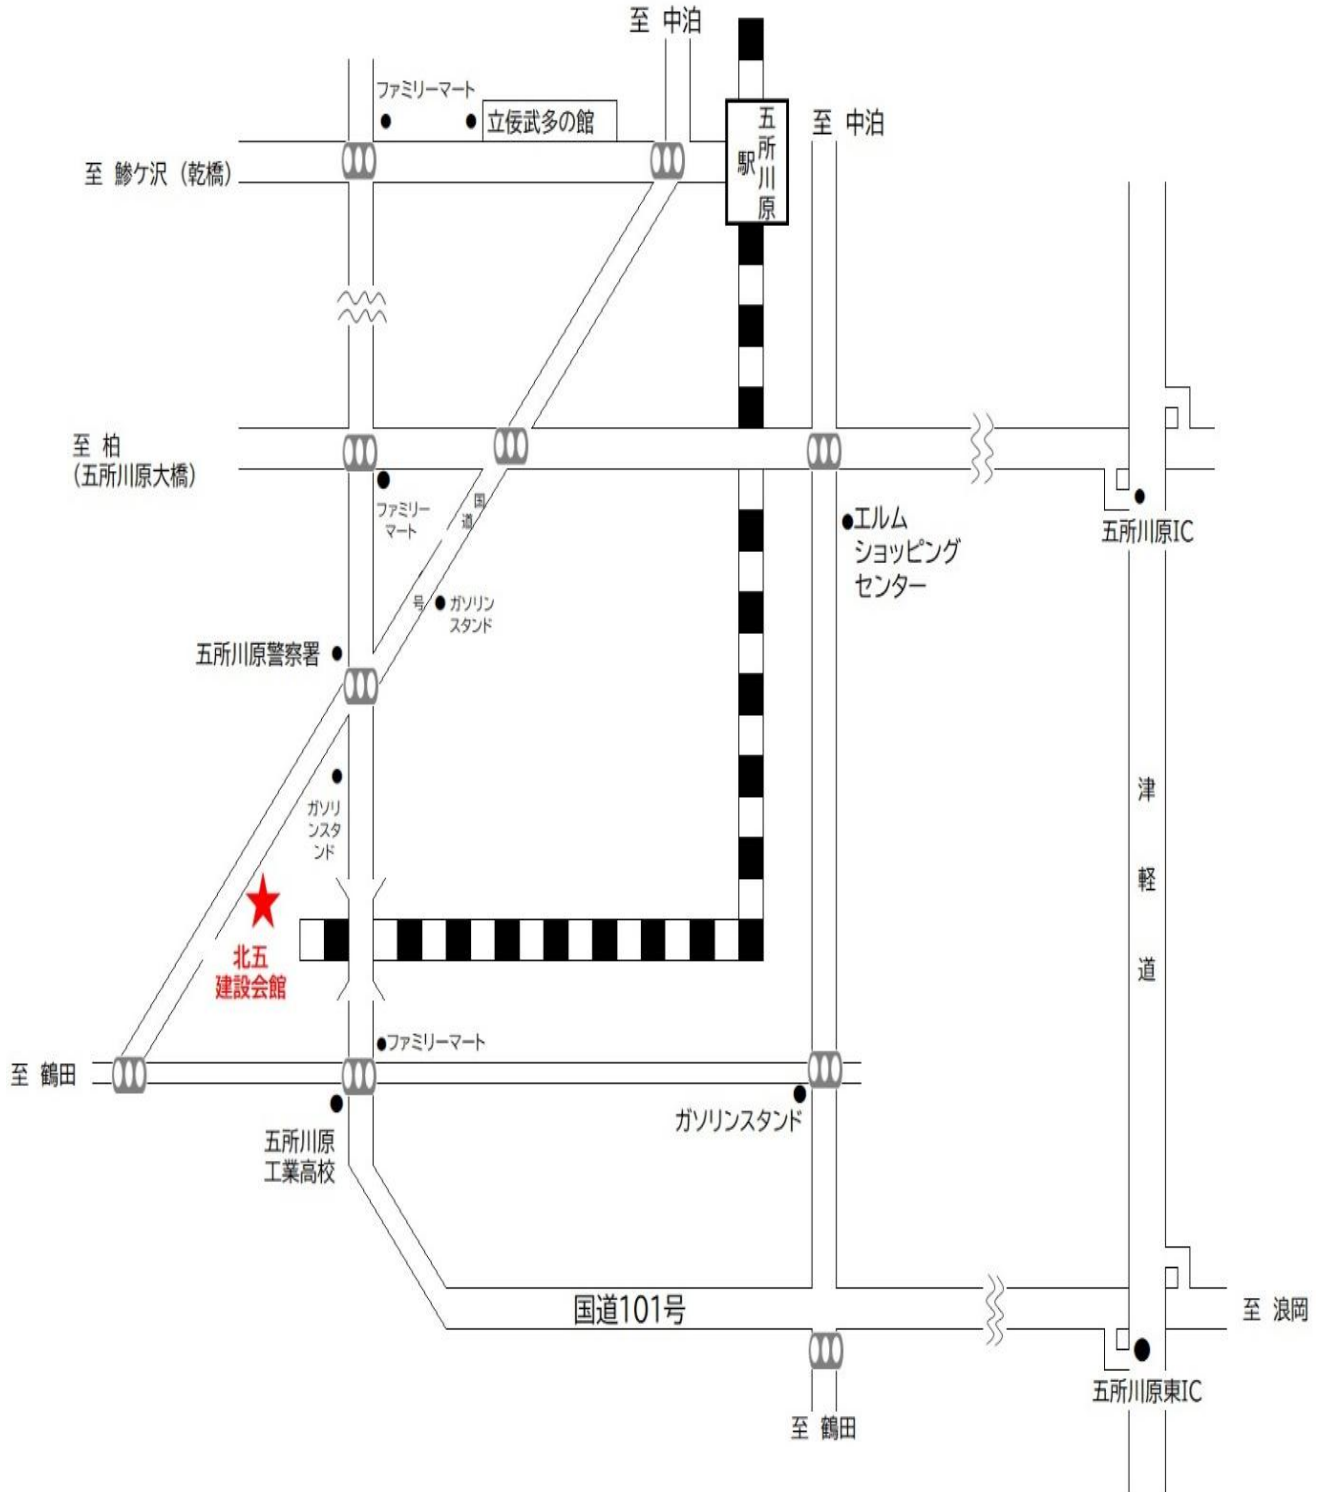 至 中泊
ファミリーマート
立佞武多の館
五所川原
駅
至 中泊
至 鰺ケ沢（乾橋）
至 柏
（五所川原大橋）
ファミリー
マート
国
道
号
エルム
ショッピング
センター
五所川原IC
ガソリン
スタンド
五所川原警察署
ガソリ
ンスタ
ンド
津
軽
道
北五
建設会館
ファミリーマート
至 鶴田
ガソリンスタンド
五所川原
工業高校
国道101号
至 浪岡
五所川原東IC
至 鶴田